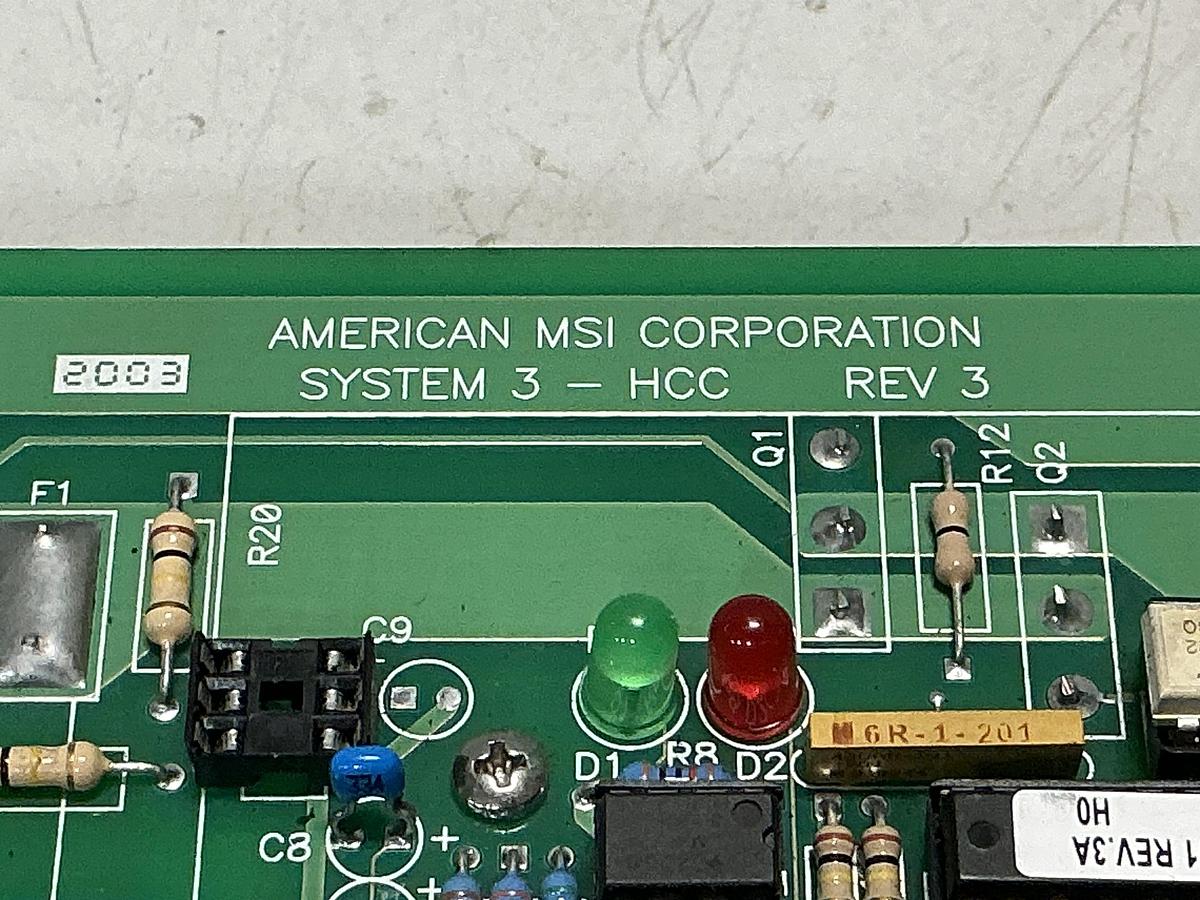 AMERICAN MSI CORPORATION
2003
SYSTEM 3 — HCC REV 3
Q1
R12
Q2
F1
R20
C9
6R-1-201
D1
R8
D2
334
C8
+
+
1 REV.3A
H0